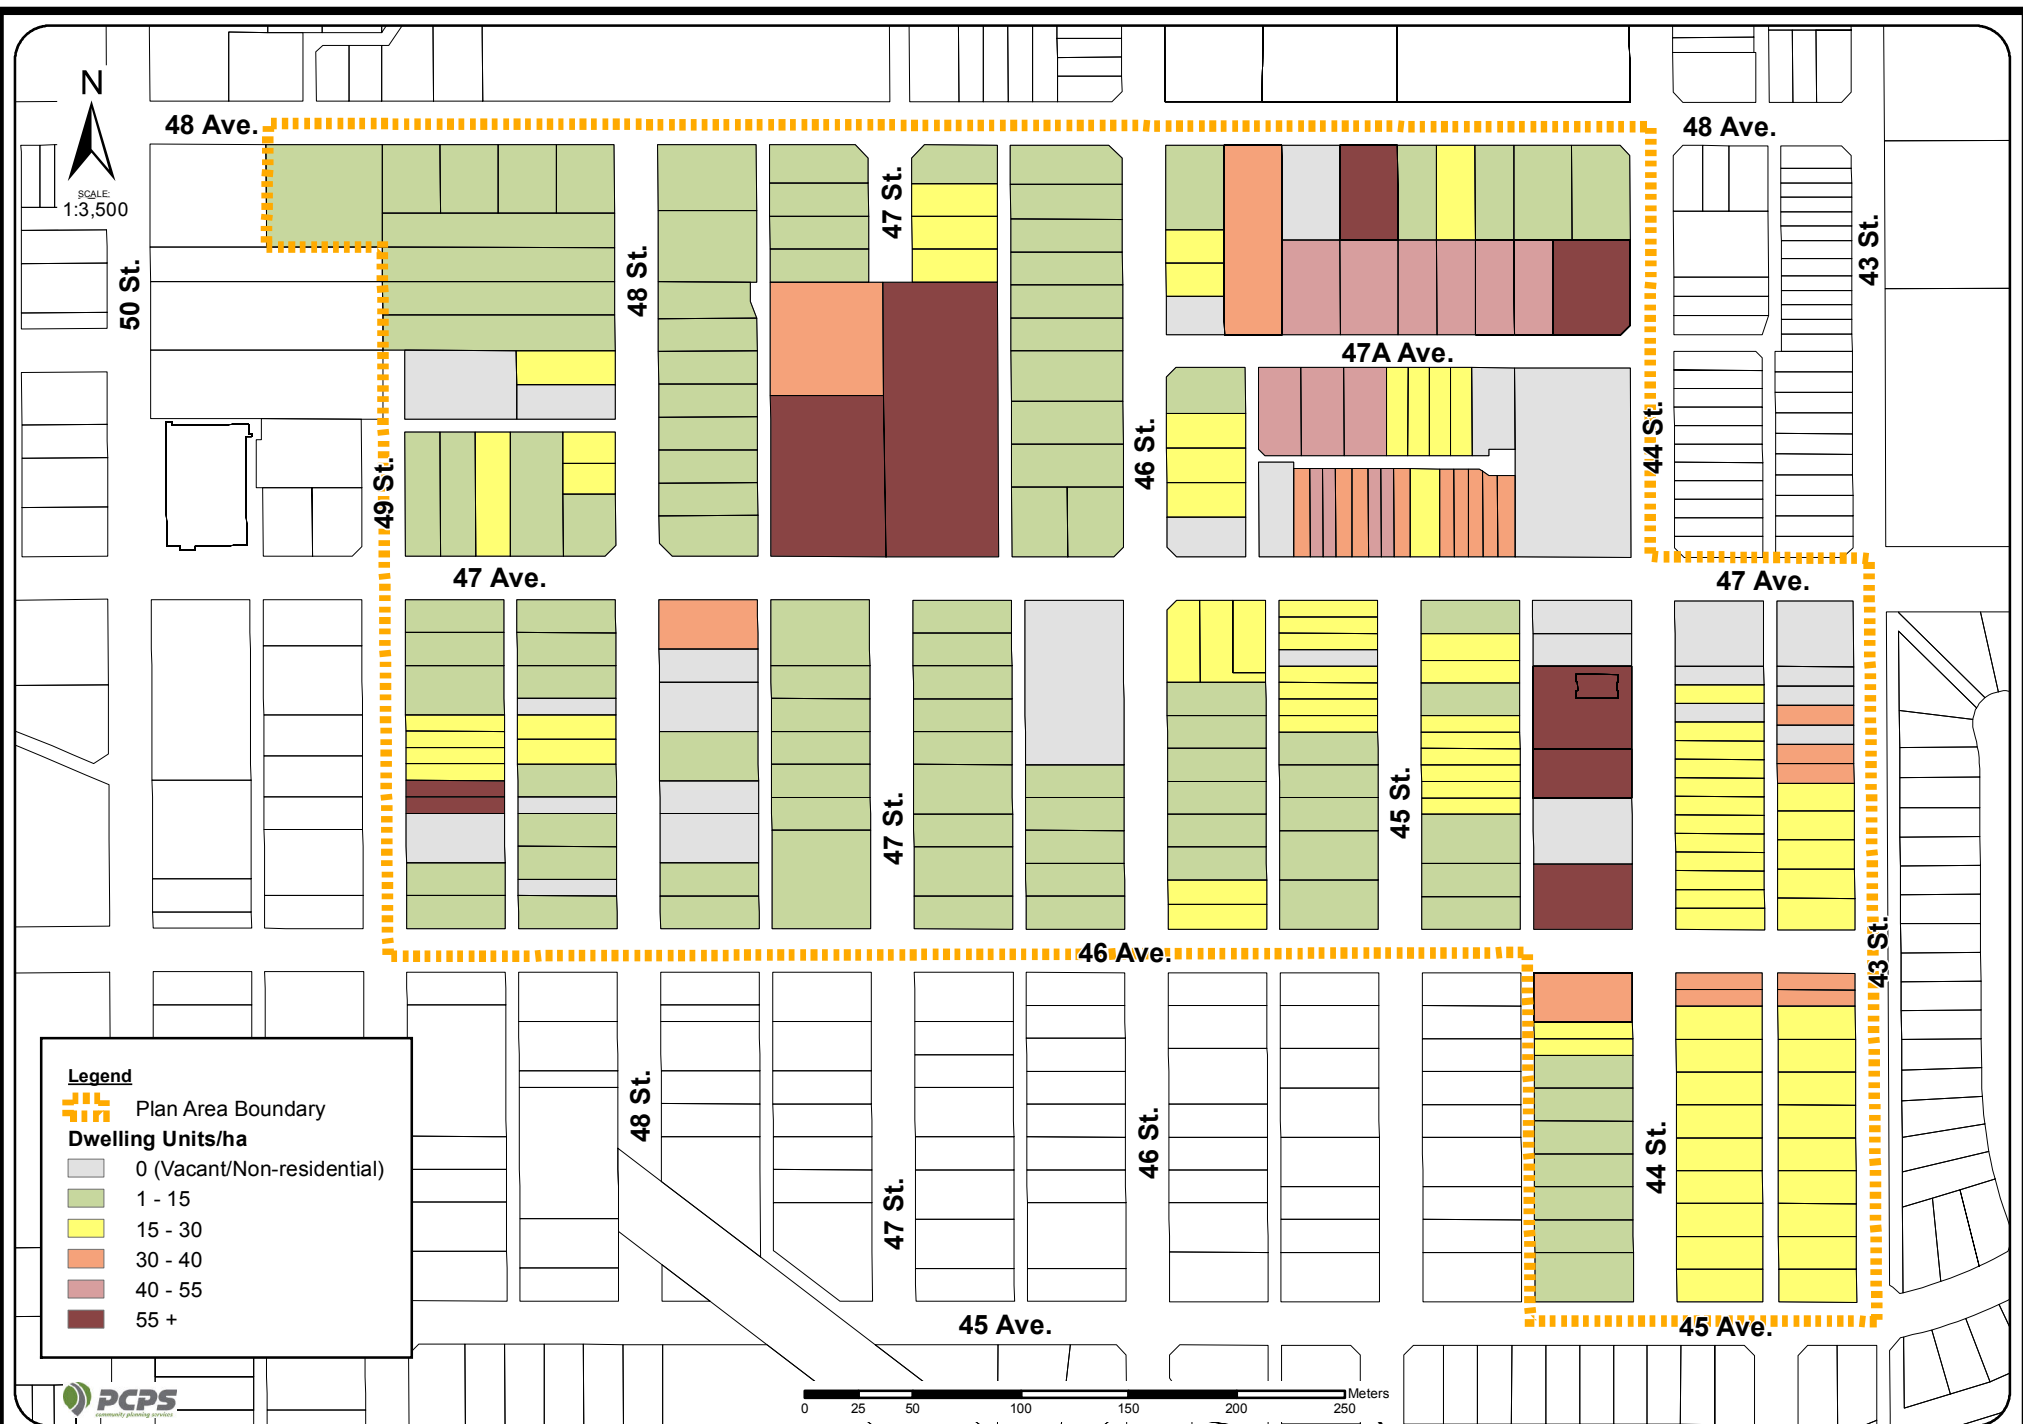 N
SCALE:
1:3,500
48 Ave.
48 Ave.
47 St.
50 St.
48 St.
43 St.
47A Ave.
49 St.
46 St.
44 St.
47 Ave.
47 Ave.
47 St.
45 St.
46 Ave.
43 St.
48 St.
46 St.
44 St.
47 St.
45 Ave.
45 Ave.
Legend
Plan Area Boundary
Dwelling Units/ha
0 (Vacant/Non-residential)
1 - 15
15 - 30
30 - 40
40 - 55
55 +
PCPS
community planning services
Meters
0 25 50 100 150 200 250